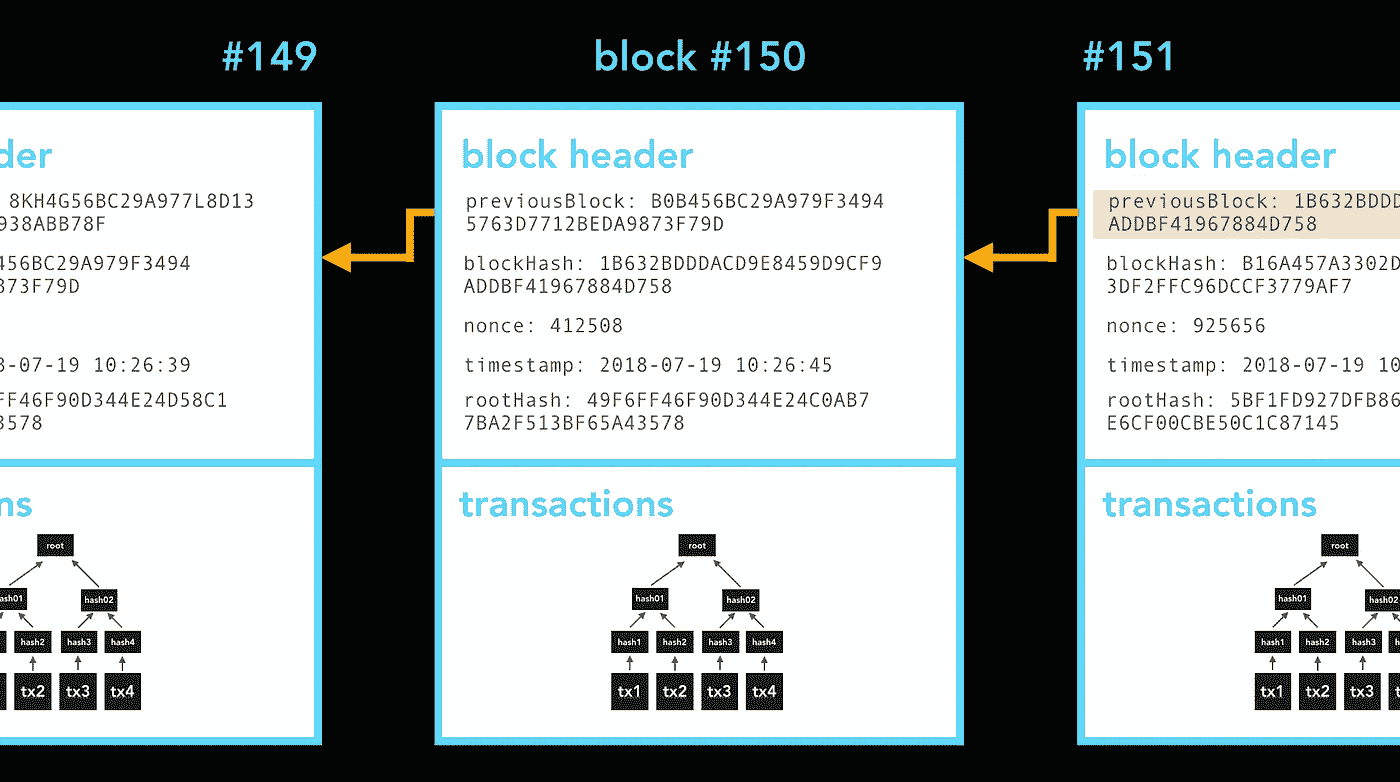 #149
block #150
#151
der
8KH4G56BC29A977L8D13
938ABB78F
456BC29A979F3494
873F79D
8-07-19 10:26:39
FF46F90D344E24D58C1
3578
ns
root
hash01
hash02
hash2
hash3
hash4
tx2
tx3
tx4
block header
previousBlock: B0B456BC29A979F3494
5763D7712BEDA9873F79D
blockHash: 1B632BDDDACD9E8459D9CF9
ADDBF41967884D758
nonce: 412508
timestamp: 2018-07-19 10:26:45
rootHash: 49F6FF46F90D344E24C0AB7
7BA2F513BF65A43578
transactions
root
hash01
hash02
hash1
hash2
hash3
hash4
tx1
tx2
tx3
tx4
block header
previousBlock: 1B632BDDD
ADDBF41967884D758
blockHash: B16A457A3302D
3DF2FFC96DCCF3779AF7
nonce: 925656
timestamp: 2018-07-19 10
rootHash: 5BF1FD927DFB86
E6CF00CBE50C1C87145
transactions
root
hash01
hash02
hash1
hash2
hash3
tx1
tx2
tx3